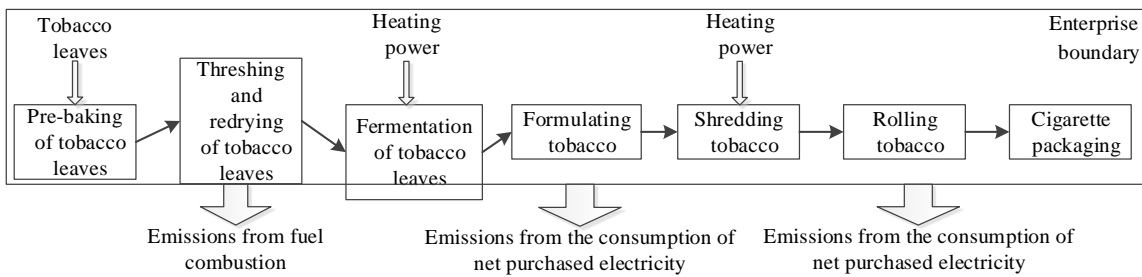 Tobacco
leaves
Heating
power
Heating
power
Enterprise
boundary
Pre-baking
of tobacco
leaves
Threshing
and
redrying
of tobacco
leaves
Fermentation
of tobacco
leaves
Formulating
tobacco
Shredding
tobacco
Rolling
tobacco
Cigarette
packaging
Emissions from fuel
combustion
Emissions from the consumption of
net purchased electricity
Emissions from the consumption of
net purchased electricity